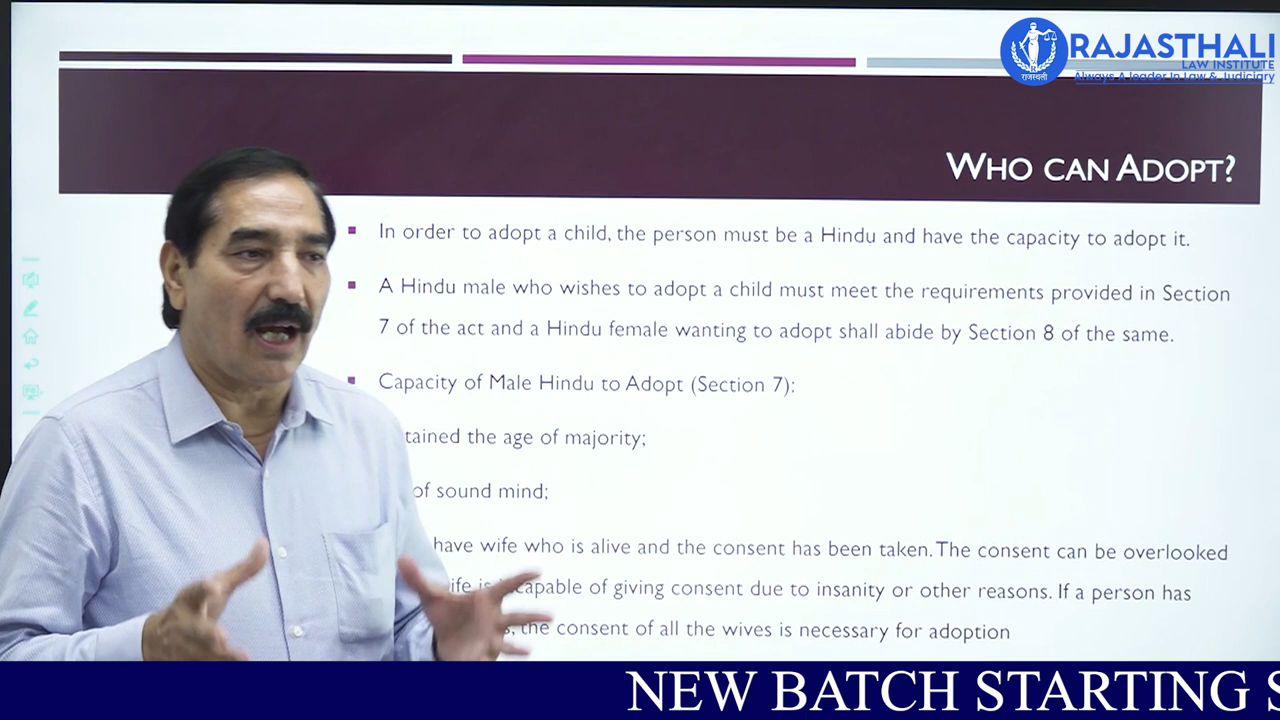 RAJASTHALI
LAW INSTITUTE
Always A leader In Law & Judiciary
राजस्थली
WHO CAN ADOPT?
In order to adopt a child, the person must be a Hindu and have the capacity to adopt it.
A Hindu male who wishes to adopt a child must meet the requirements provided in Section
7 of the act and a Hindu female wanting to adopt shall abide by Section 8 of the same.
Capacity of Male Hindu to Adopt (Section 7):
tained the age of majority;
of sound mind;
have wife who is alive and the consent has been taken. The consent can be overlooked
ife is incapable of giving consent due to insanity or other reasons. If a person has
the consent of all the wives is necessary for adoption
NEW BATCH STARTING S